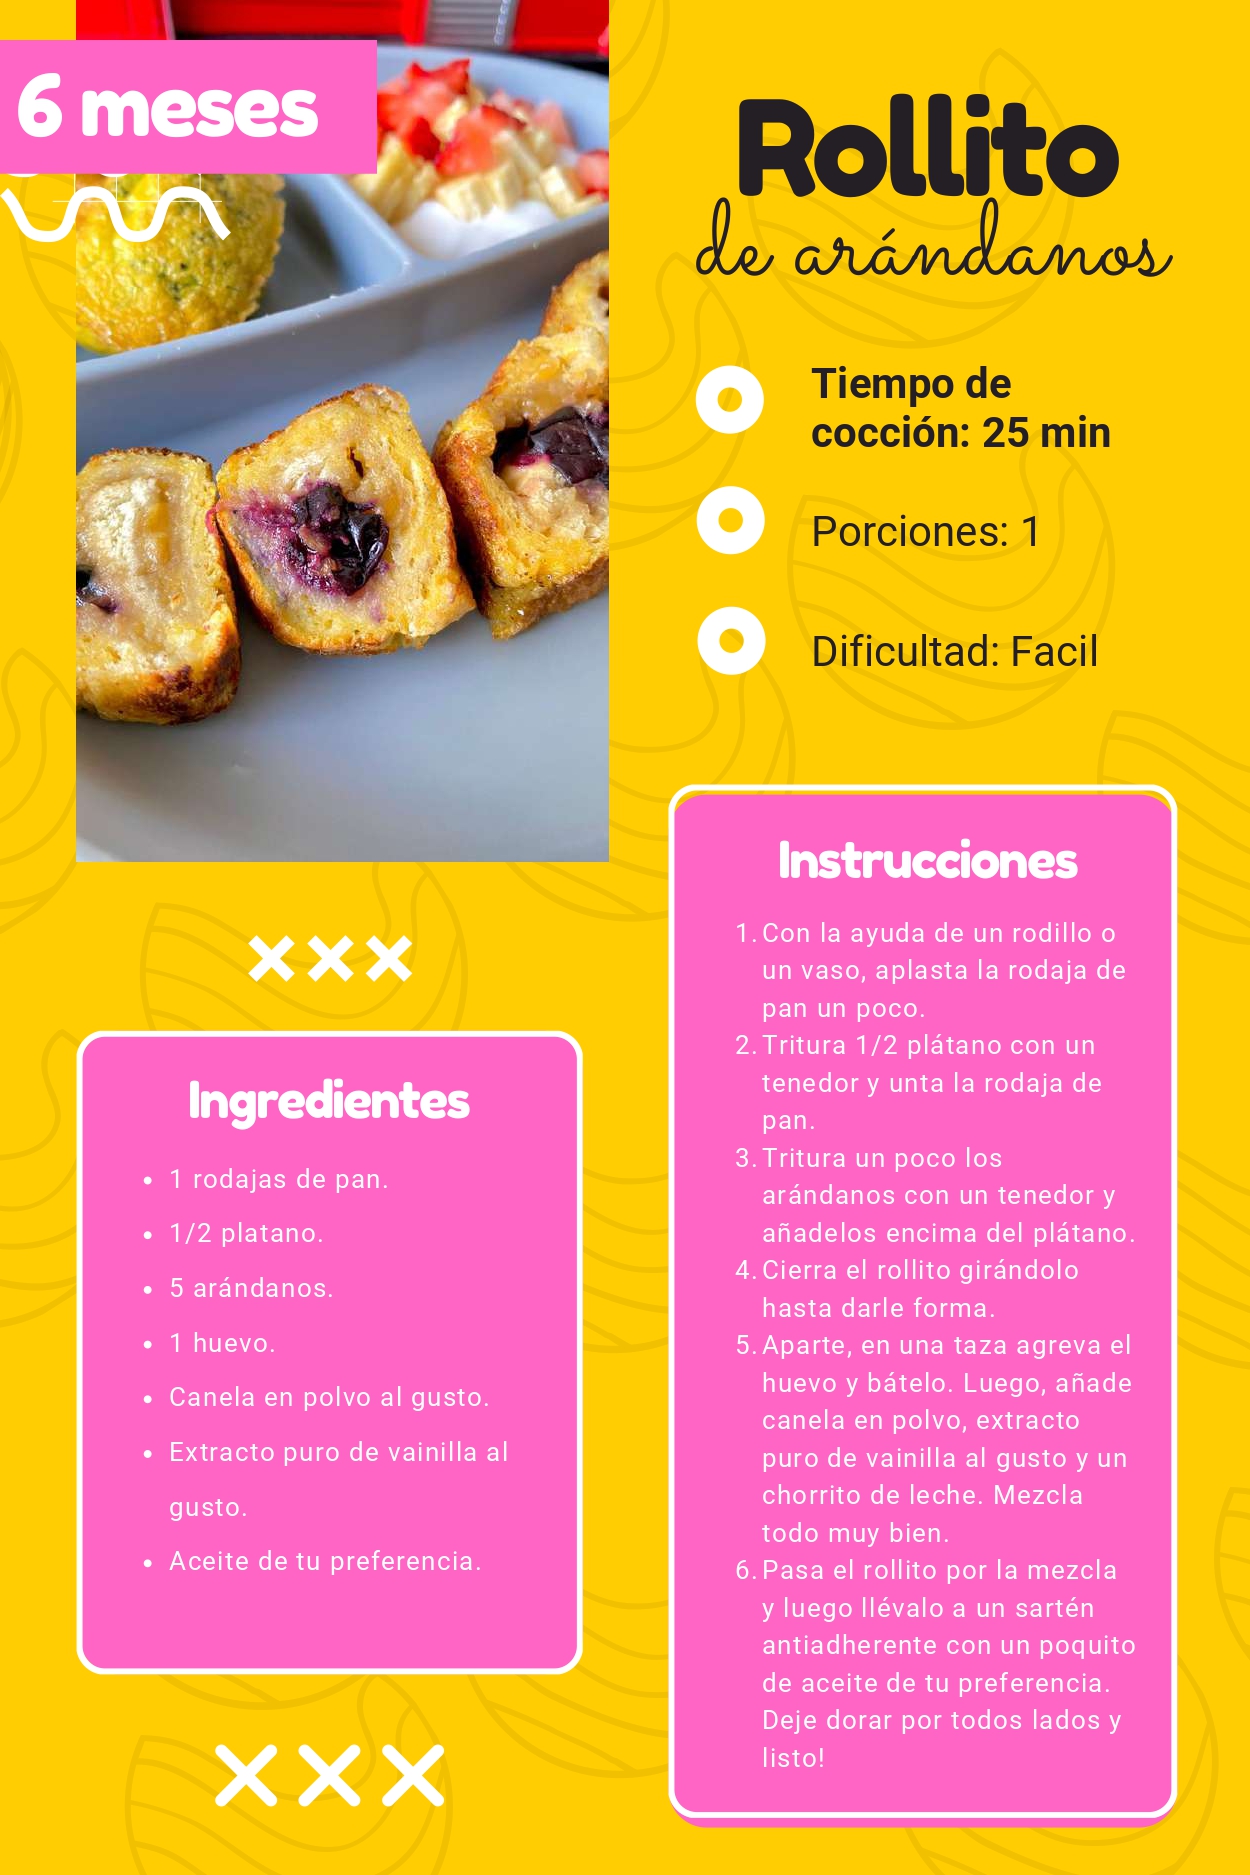 6 meses
Rollito
de arándanos
Tiempo de
cocción: 25 min
Porciones: 1
Dificultad: Facil
Ingredientes
• 1 rodajas de pan.
• 1/2 platano.
• 5 arándanos.
• 1 huevo.
• Canela en polvo al gusto.
• Extracto puro de vainilla al
gusto.
• Aceite de tu preferencia.
Instrucciones
1. Con la ayuda de un rodillo o
un vaso, aplasta la rodaja de
pan un poco.
2. Tritura 1/2 plátano con un
tenedor y unta la rodaja de
pan.
3. Tritura un poco los
arándanos con un tenedor y
añadelos encima del plátano.
4. Cierra el rollito girándolo
hasta darle forma.
5. Aparte, en una taza agreva el
huevo y bátelo. Luego, añade
canela en polvo, extracto
puro de vainilla al gusto y un
chorrito de leche. Mezcla
todo muy bien.
6. Pasa el rollito por la mezcla
y luego llévalo a un sartén
antiadherente con un poquito
de aceite de tu preferencia.
Deje dorar por todos lados y
listo!